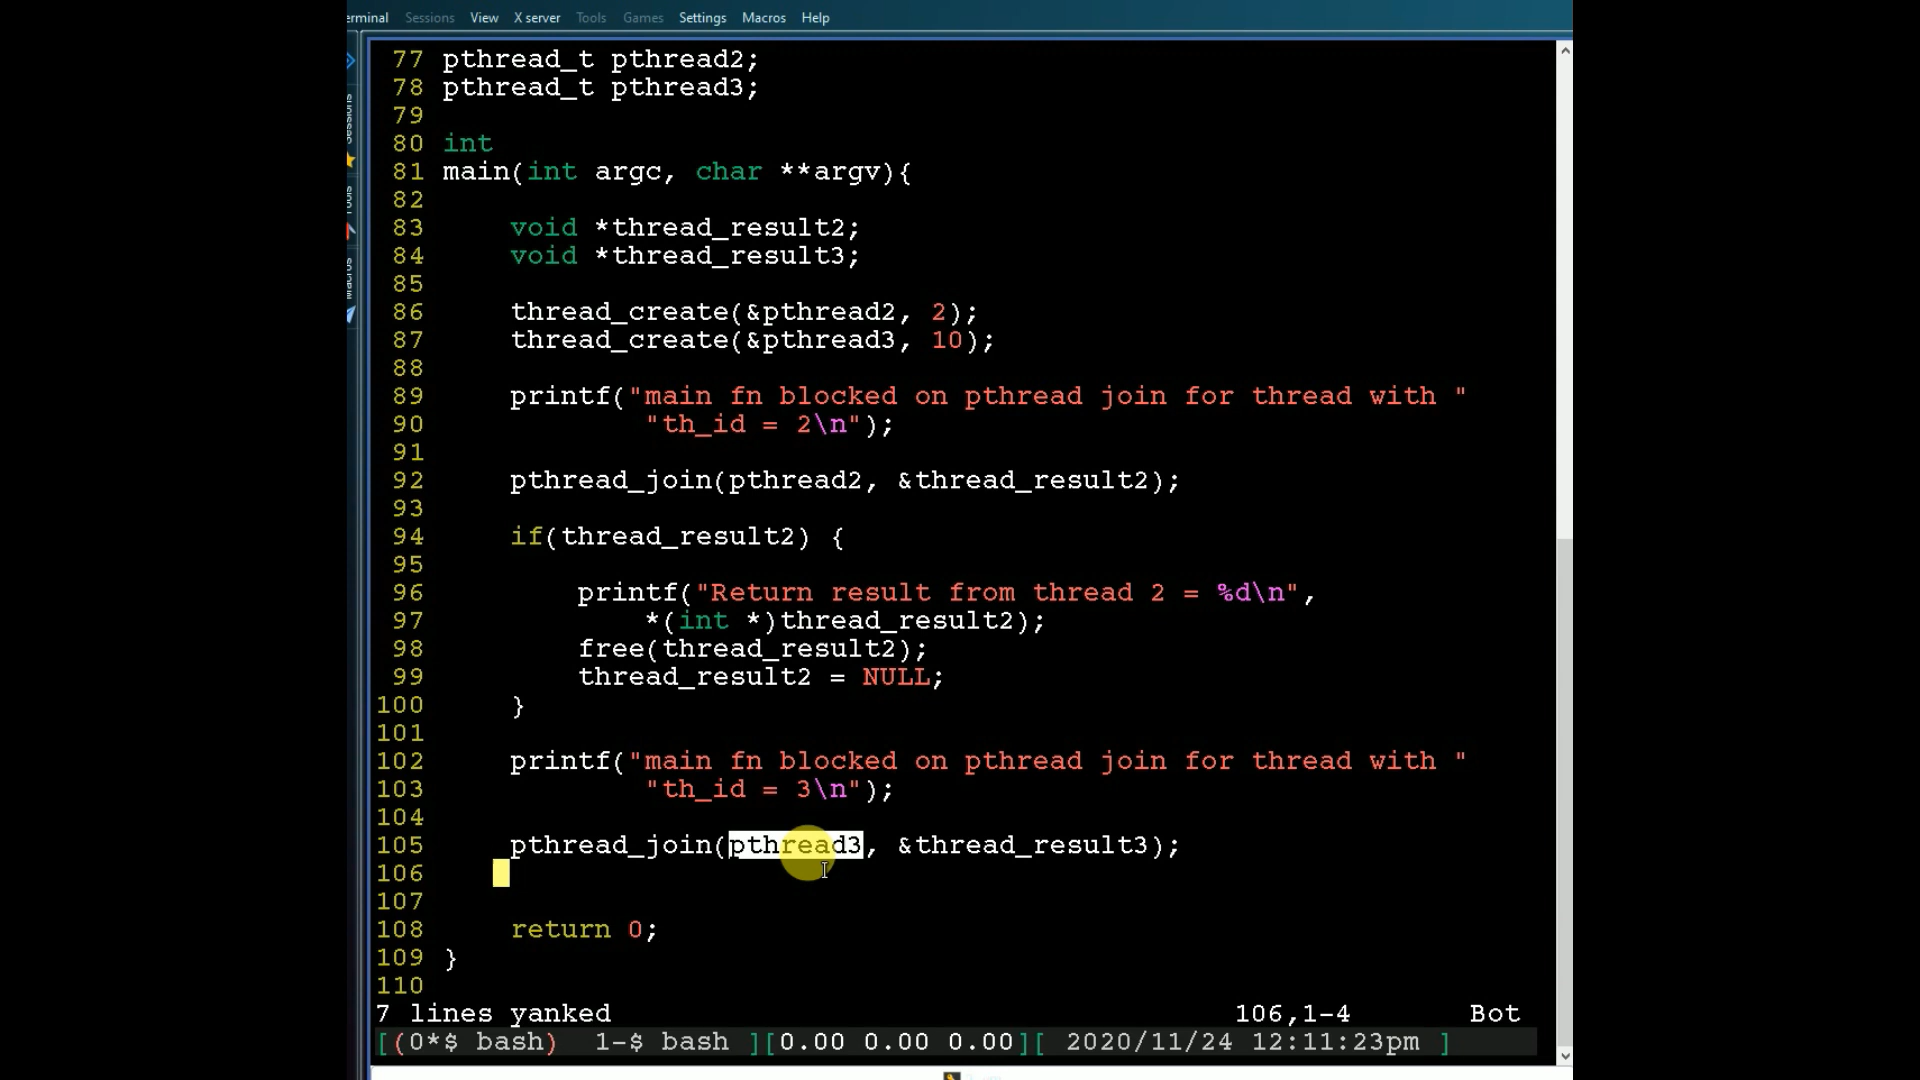 Sessions View X server Tools Games Settings Macros Help
77 pthread_t pthread2;
78 pthread_t pthread3;
79
80 int
81 main(int argc, char **argv){
82
83 void *thread_result2;
84 void *thread_result3;
85
86 thread_create(&pthread2, 2);
87 thread_create(&pthread3, 10);
88
89 printf("main fn blocked on pthread join for thread with "
90 "th_id = 2\n");
91
92 pthread_join(pthread2, &thread_result2);
93
94 if(thread_result2) {
95
96 printf("Return result from thread 2 = %d\n",
97 *(int *)thread_result2);
98 free(thread_result2);
99 thread_result2 = NULL;
100 }
101
102 printf("main fn blocked on pthread join for thread with "
103 "th_id = 3\n");
104
105 pthread_join(pthread3, &thread_result3);
106
107
108 return 0;
109 }
110
7 lines yanked 106,1-4 Bot
[(0*$ bash) 1-$ bash ][0.00 0.00 0.00][ 2020/11/24 12:11:23pm ]